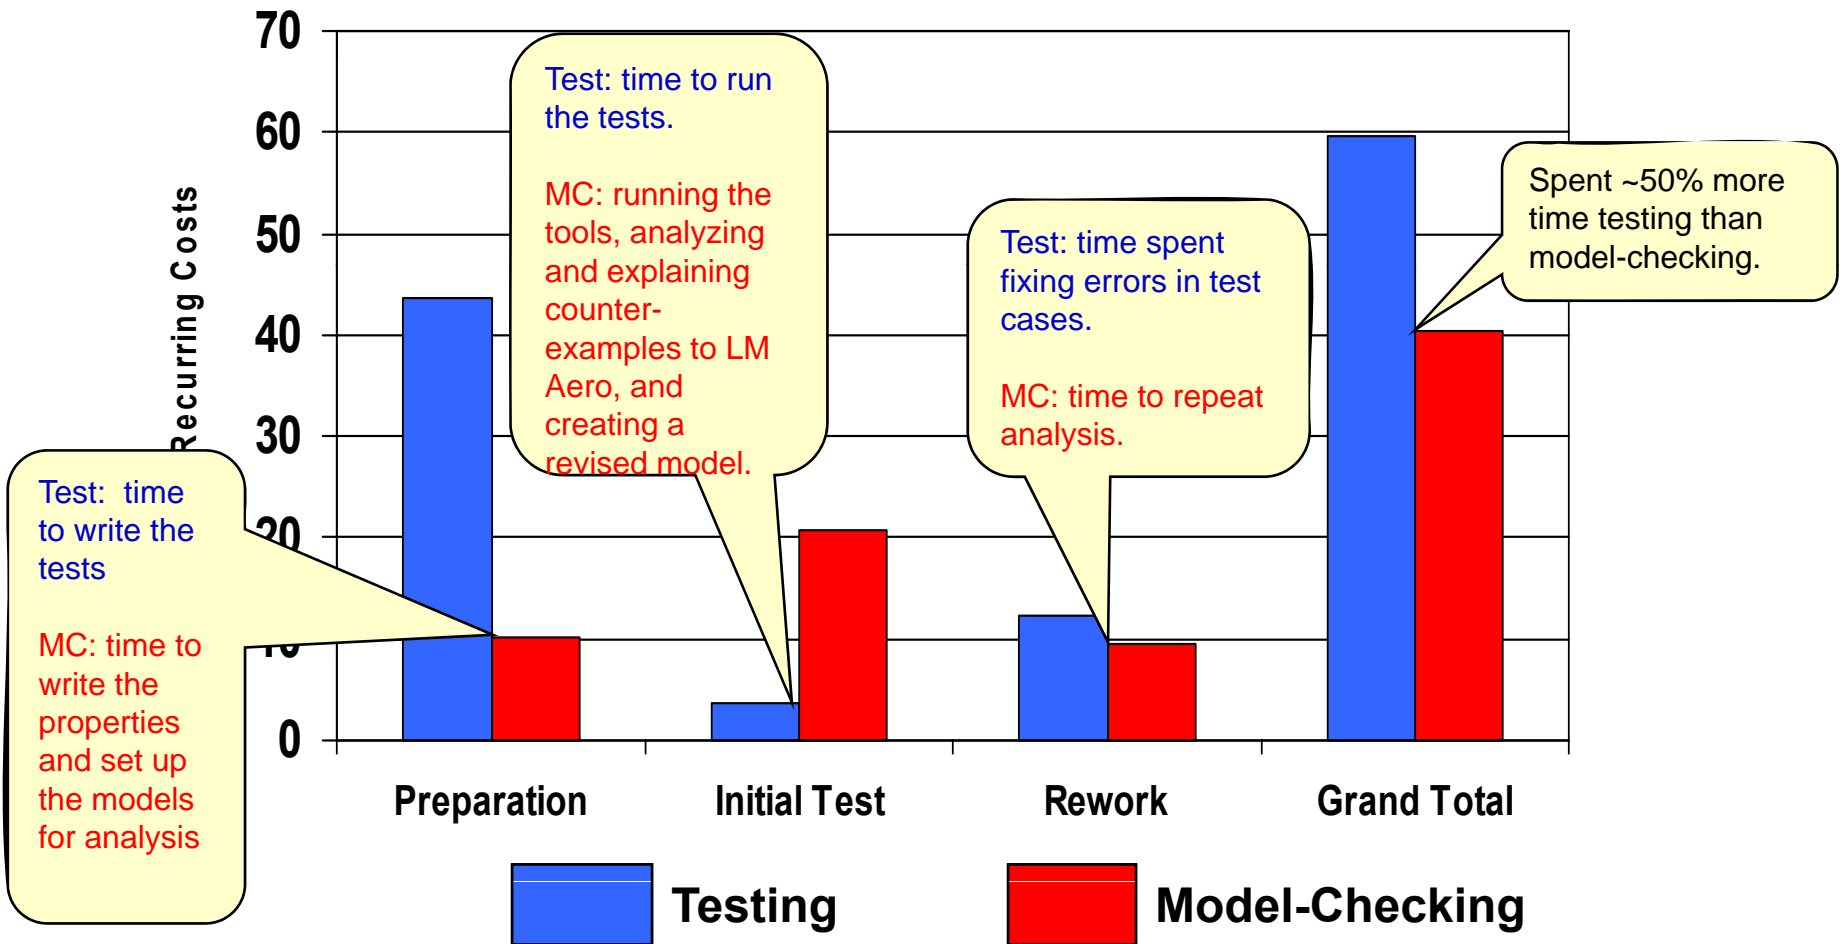 70
60
50
40
30
20
10
0
Recurring Costs
Test: time to run
the tests.
MC: running the
tools, analyzing
and explaining
counter-
examples to LM
Aero, and
creating a
revised model.
Test: time spent
fixing errors in test
cases.
MC: time to repeat
analysis.
Spent ~50% more
time testing than
model-checking.
Test: time
to write the
tests
MC: time to
write the
properties
and set up
the models
for analysis
Preparation
Initial Test
Rework
Grand Total
Testing
Model-Checking